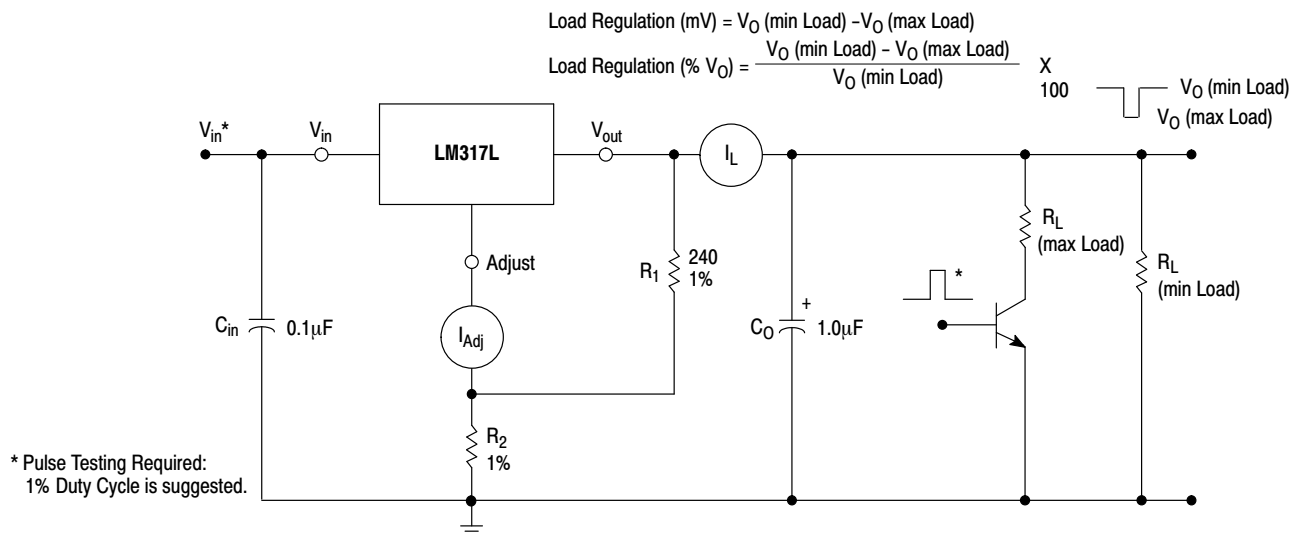 Load Regulation (mV) = VO (min Load) -VO (max Load)
Load Regulation (% VO) = VO (min Load) - VO (max Load)
VO (min Load)
X
100
VO (min Load)
VO (max Load)
Vin*
Vin
LM317L
Vout
IL
Adjust
R1
240
1%
RL
(max Load)
RL
(min Load)
*
Cin
0.1µF
IAdj
CO
+
1.0µF
R2
1%
* Pulse Testing Required:
1% Duty Cycle is suggested.